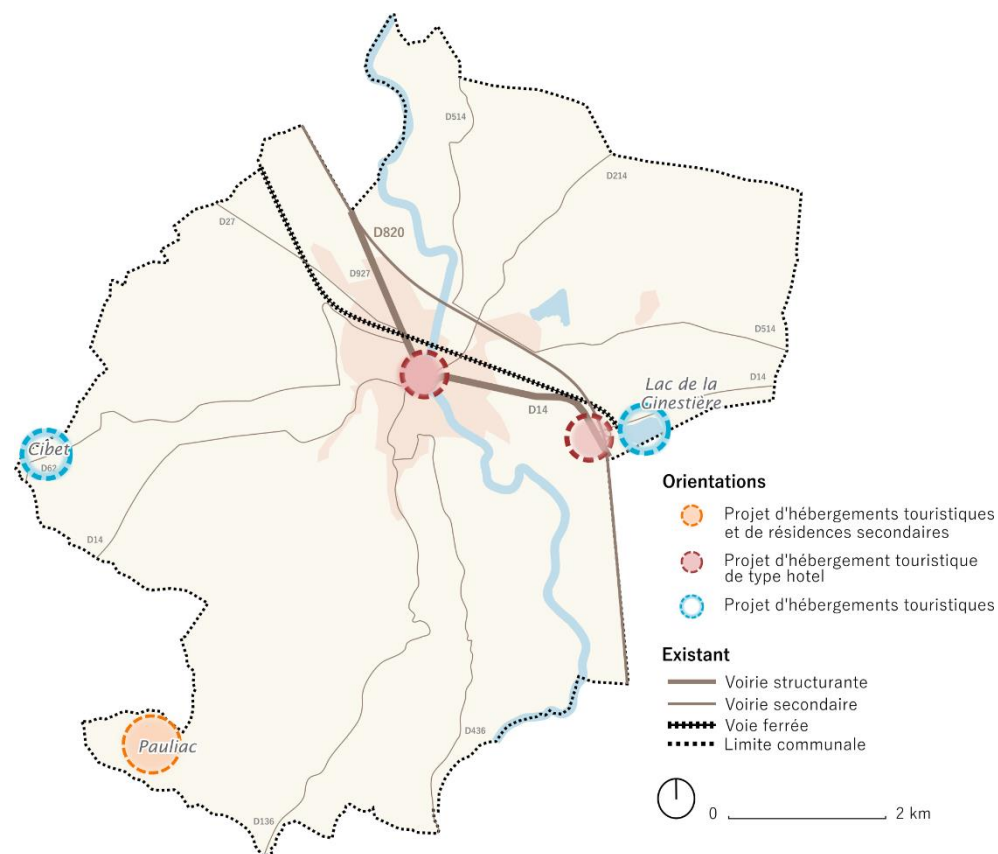 D514
D214
D27
D820
D927
D514
D14
Lac de la
Ginestière
D14
Cibet
D62
D14
Pauliac
D436
D136
Orientations
Projet d'hébergements touristiques
et de résidences secondaires
Projet d'hébergement touristique
de type hotel
Projet d'hébergements touristiques
Existant
Voirie structurante
Voirie secondaire
Voie ferrée
Limite communale
0 2 km